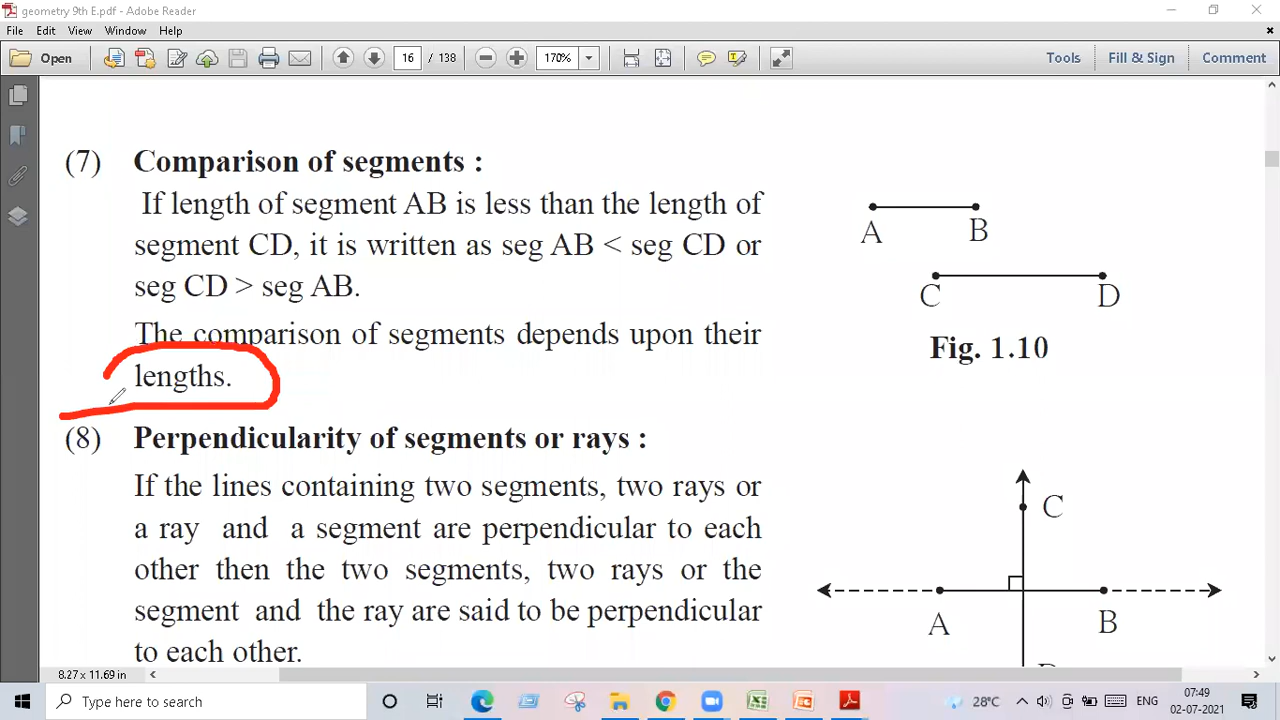 geometry 9th E.pdf - Adobe Reader
File Edit View Window Help
Open 16 / 138 170% Tools Fill & Sign Comment
(7) Comparison of segments :
If length of segment AB is less than the length of
segment CD, it is written as seg AB < seg CD or
seg CD > seg AB.
The comparison of segments depends upon their
lengths.
A B
C D
Fig. 1.10
(8) Perpendicularity of segments or rays :
If the lines containing two segments, two rays or
a ray and a segment are perpendicular to each
other then the two segments, two rays or the
segment and the ray are said to be perpendicular
to each other.
C
A B
8.27 x 11.69 in
Type here to search
28°C ENG 07:49
02-07-2021